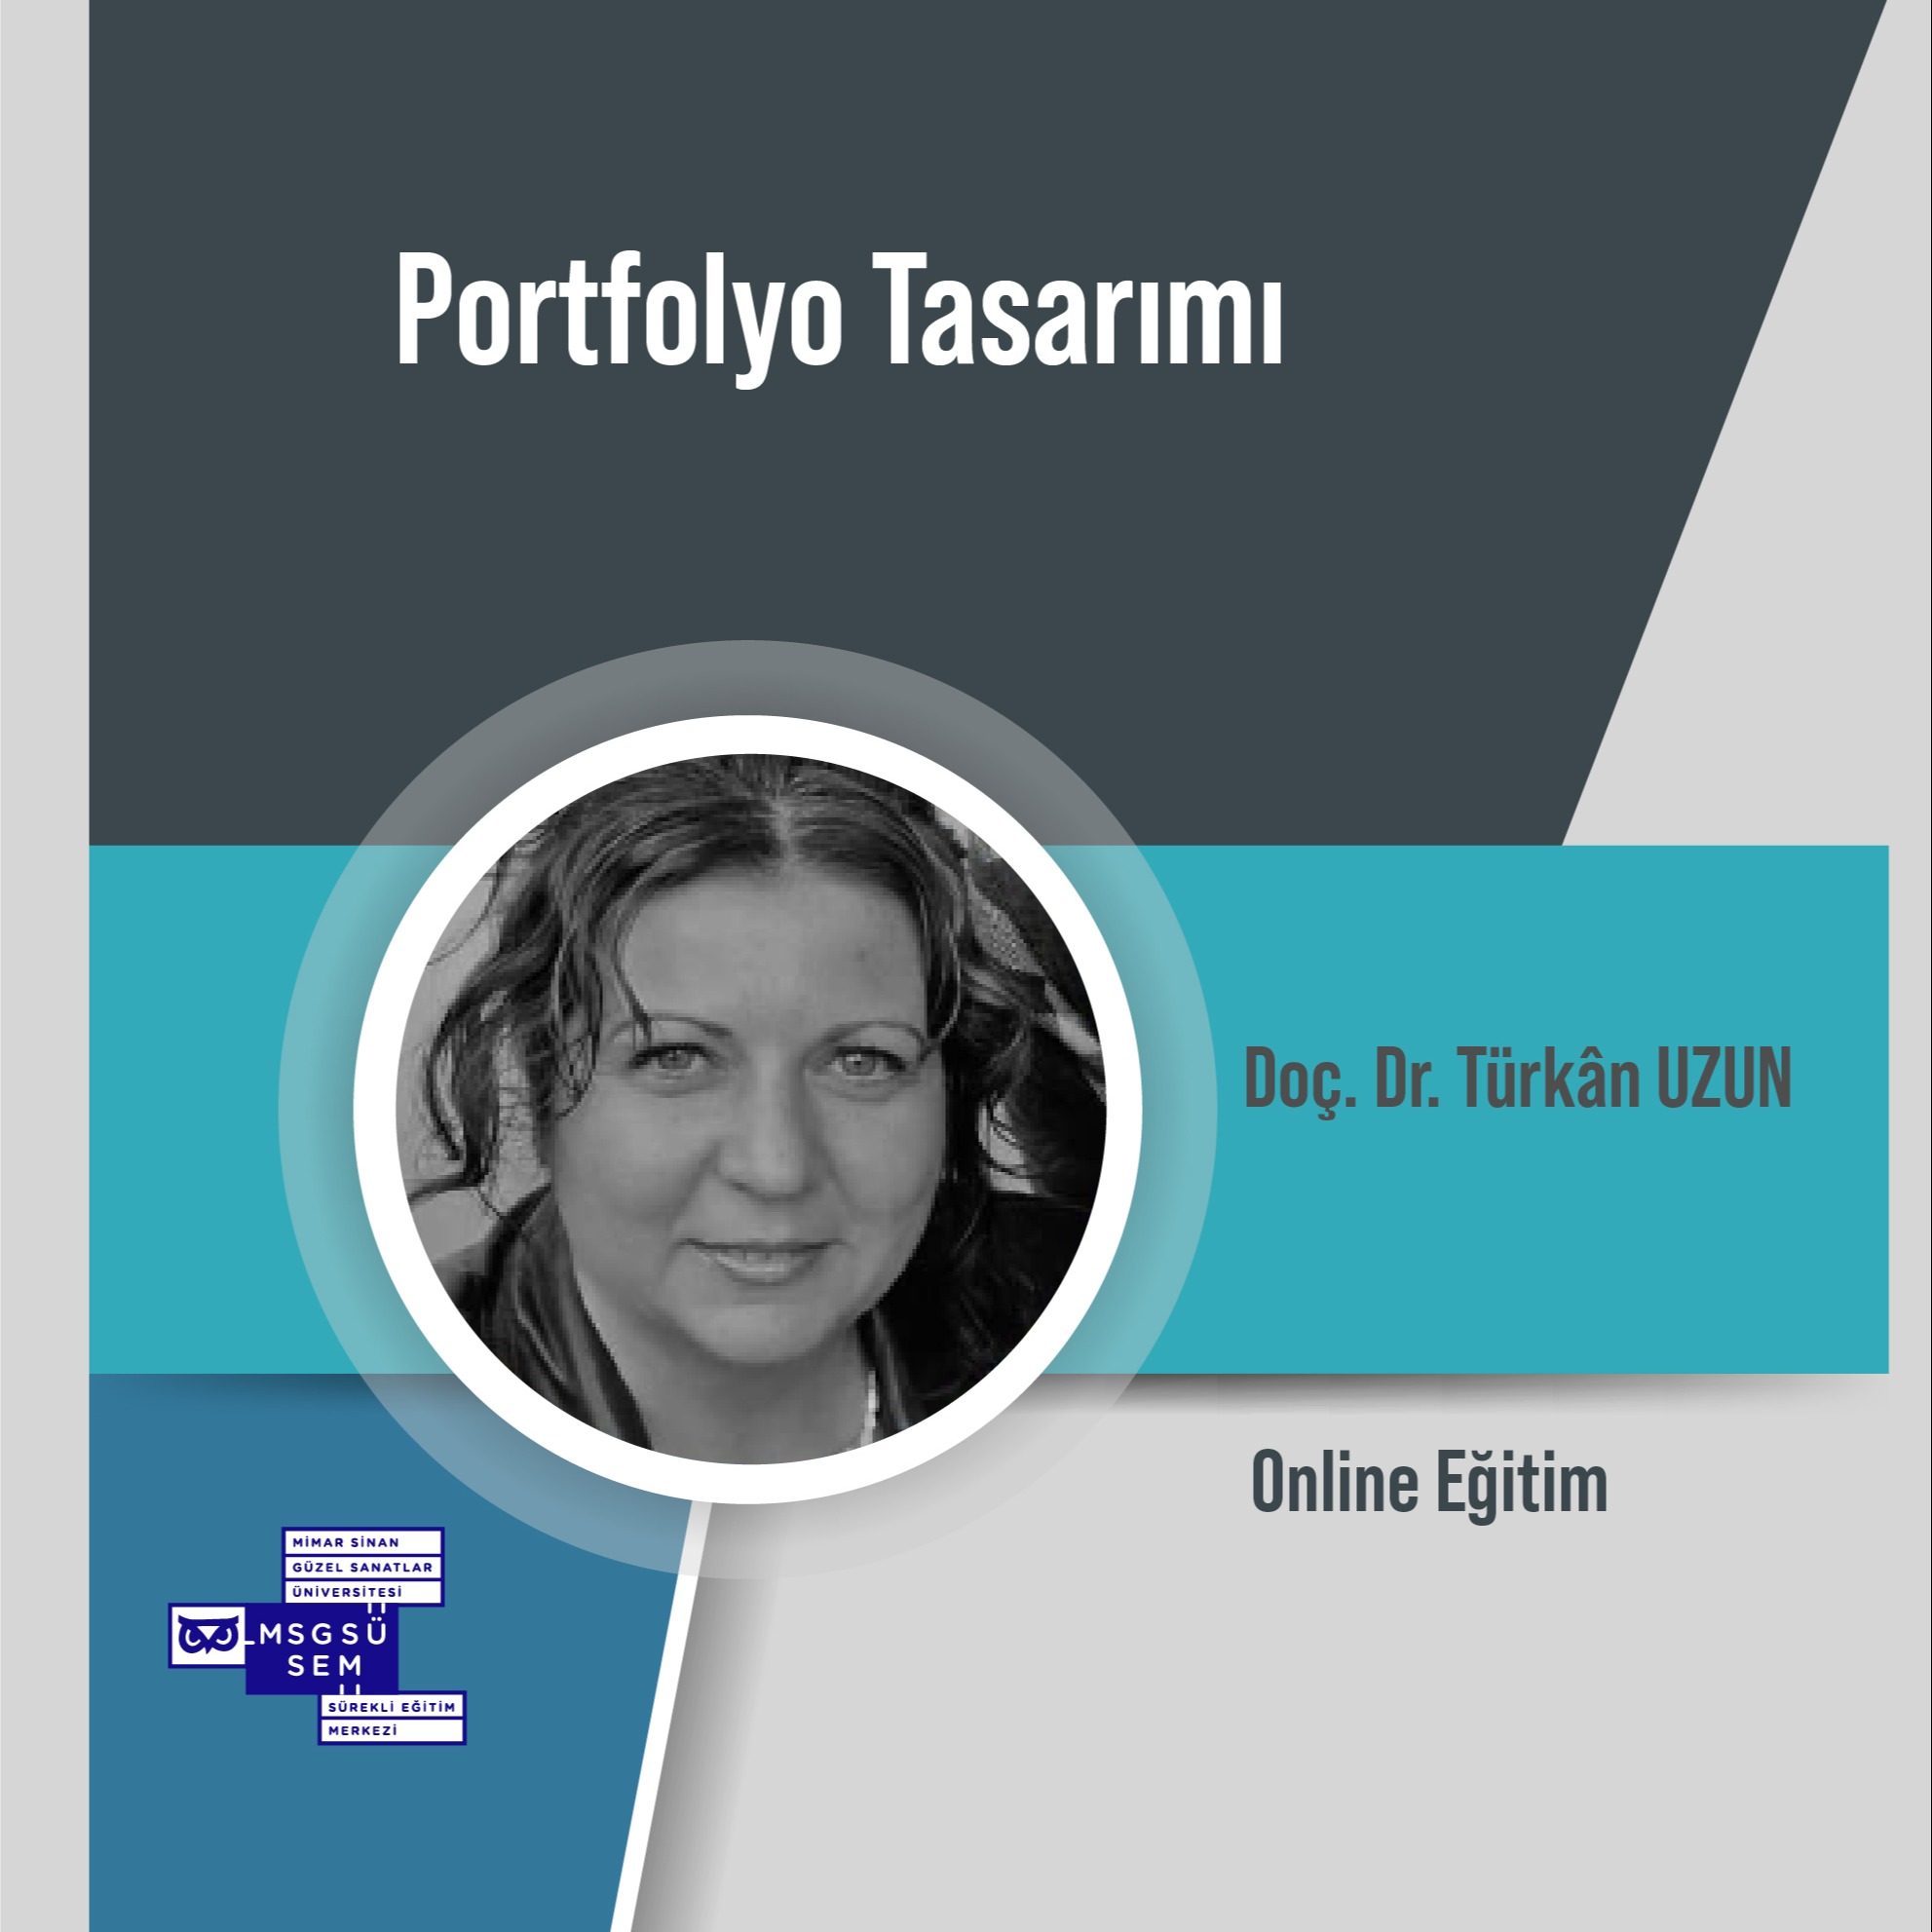 Portfolyo Tasarımı
Doç. Dr. Türkân UZUN
Online Eğitim
MİMAR SİNAN
GÜZEL SANATLAR
ÜNİVERSİTESİ
MSGSÜ
SEM
SÜREKLİ EĞİTİM
MERKEZİ